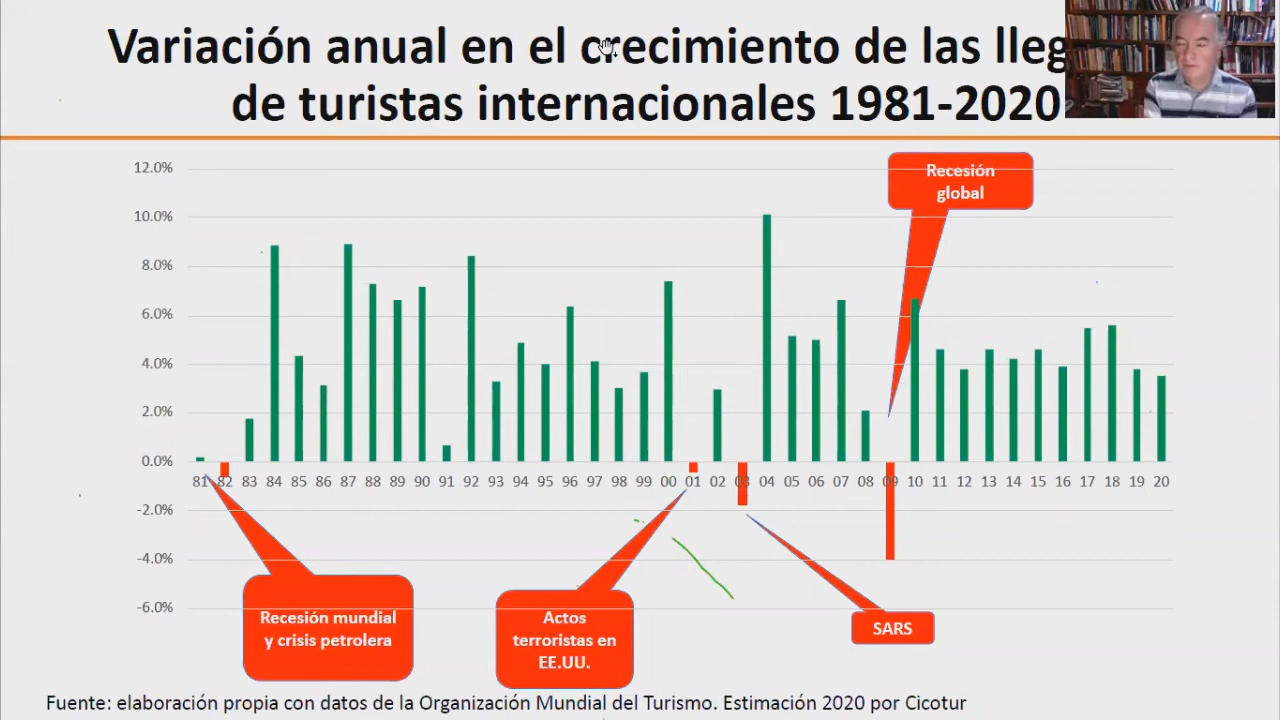 Variación anual en el crecimiento de las lleg
de turistas internacionales 1981-2020
Recesión
global
12.0%
10.0%
8.0%
6.0%
4.0%
2.0%
0.0%
-2.0%
-4.0%
-6.0%
81 82 83 84 85 86 87 88 89 90 91 92 93 94 95 96 97 98 99 00 01 02 03 04 05 06 07 08 09 10 11 12 13 14 15 16 17 18 19 20
Recesión mundial
y crisis petrolera
Actos
terroristas en
EE.UU.
SARS
Fuente: elaboración propia con datos de la Organización Mundial del Turismo. Estimación 2020 por Cicotur